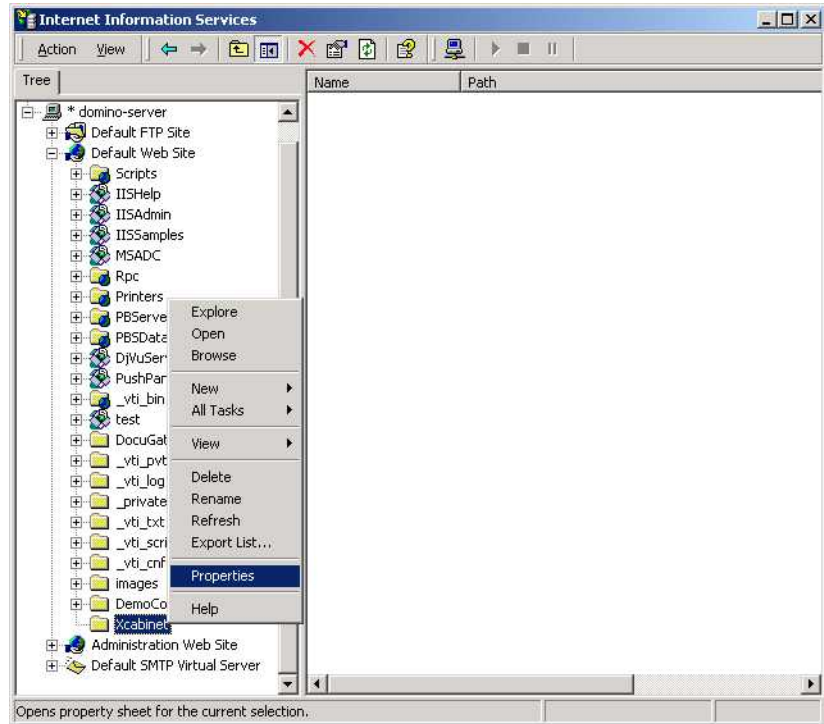 Internet Information Services
Action View
Tree
Name Path
* domino-server
Default FTP Site
Default Web Site
Scripts
IISHelp
IISAdmin
IISSamples
MSADC
Rpc
Printers
PBServe
PBSData
DjVuSer
PushPar
_vti_bin
test
DocuGat
_vti_pvt
_vti_log
_private
_vti_txt
_vti_scri
_vti_cnf
images
DemoCo
Xcabinet
Administration Web Site
Default SMTP Virtual Server
Explore
Open
Browse
New
All Tasks
View
Delete
Rename
Refresh
Export List...
Properties
Help
Opens property sheet for the current selection.